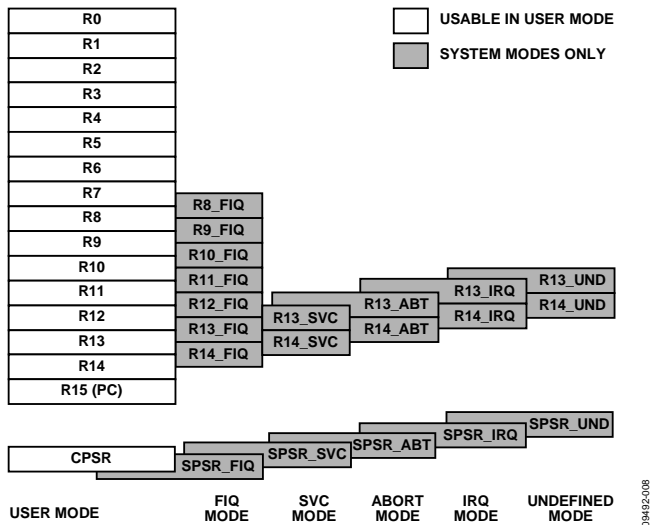 R0
R1
R2
R3
R4
R5
R6
R7
R8
R9
R10
R11
R12
R13
R14
R15 (PC)
USABLE IN USER MODE
SYSTEM MODES ONLY
R8_FIQ
R9_FIQ
R10_FIQ
R11_FIQ
R12_FIQ
R13_FIQ
R14_FIQ
R13_SVC
R14_SVC
R13_ABT
R14_ABT
R13_IRQ
R14_IRQ
R13_UND
R14_UND
CPSR
SPSR_FIQ
SPSR_SVC
SPSR_ABT
SPSR_IRQ
SPSR_UND
USER MODE
FIQ
MODE
SVC
MODE
ABORT
MODE
IRQ
MODE
UNDEFINED
MODE
09492-008